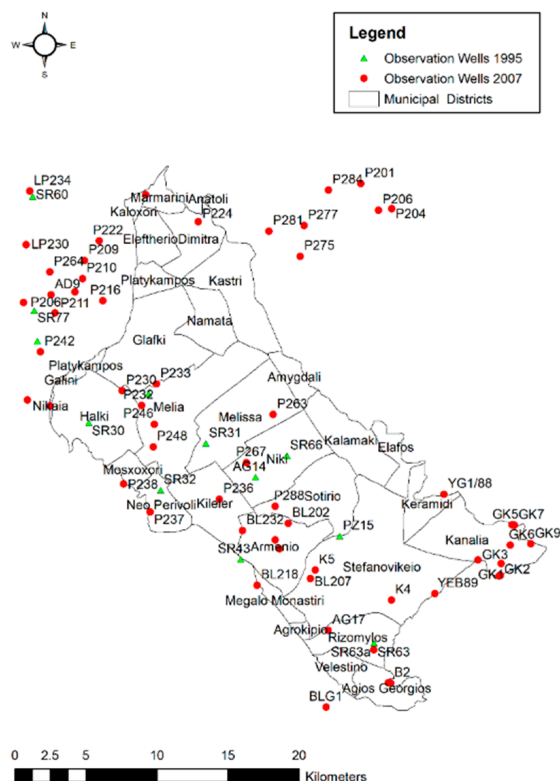 N
W E
S
Legend
Observation Wells 1995
Observation Wells 2007
Municipal Districts
LP234
SR60
Marmarini
Anatoli
Kaloxori
P224
P284
P201
P206
P204
P281
P277
P275
P222
LP230
P209
Eleftherio
Dimitra
P264
P210
Platykampos
Kastri
AD9
P216
P206
P211
SR77
Namata
Glafki
P242
Platykampos
Galini
P230
P233
Amygdali
P232
Nikaia
P246
Melia
Melissa
P263
Halki
SR30
P248
SR31
Kalamaki
Elafos
P267
Niki
SR66
Mosxoxori
AG14
P238
SR32
P236
Kileler
P288
Sotirio
Keramidi
YG1/88
Neo Perivoli
P237
BL232
BL202
PZ15
GK5
GK7
Kanalia
GK6
GK9
SR43
Armenio
GK3
K5
Stefanovikeio
GK4
GK2
BL218
BL207
K4
YEB89
Megalo Monastiri
AG17
Agrokipio
Rizomylos
SR63a
SR63
Velestino
B2
Agios Georgios
BLG1
0 2.5 5 10 15 20
Kilometers